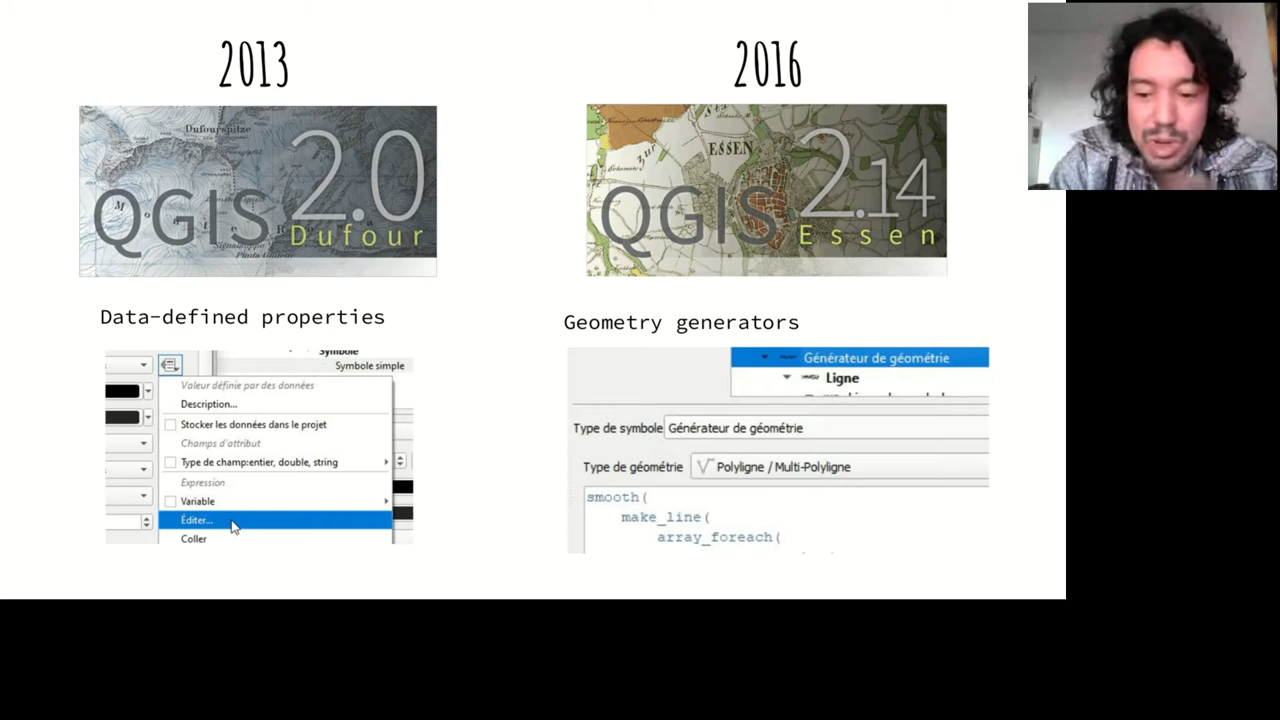 2013
2016
Dufourspitze
QGIS 2.0
Dufour
ESSEN
QGIS 2.14
Essen
Data-defined properties
Geometry generators
Symbole
Symbole simple
Valeur définie par des données
Description...
Stocker les données dans le projet
Champs d'attribut
Type de champ:entier, double, string
Expression
Variable
Éditer...
Coller
Générateur de géométrie
Ligne
Type de symbole Générateur de géométrie
Type de géométrie Polyligne / Multi-Polyligne
smooth(
make_line(
array_foreach(